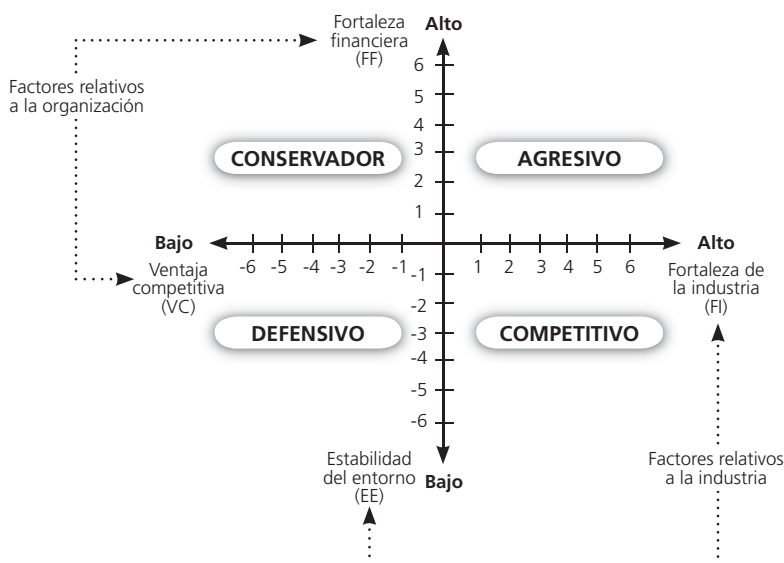 Fortaleza
financiera
(FF)
Alto
6
5
4
3
2
1
Factores relativos
a la organización
CONSERVADOR
AGRESIVO
Bajo
Alto
-6 -5 -4 -3 -2 -1
1 2 3 4 5 6
Ventaja
competitiva
(VC)
Fortaleza de
la industria
(FI)
-1
-2
-3
-4
-5
-6
DEFENSIVO
COMPETITIVO
Estabilidad
del entorno
(EE)
Bajo
Factores relativos
a la industria